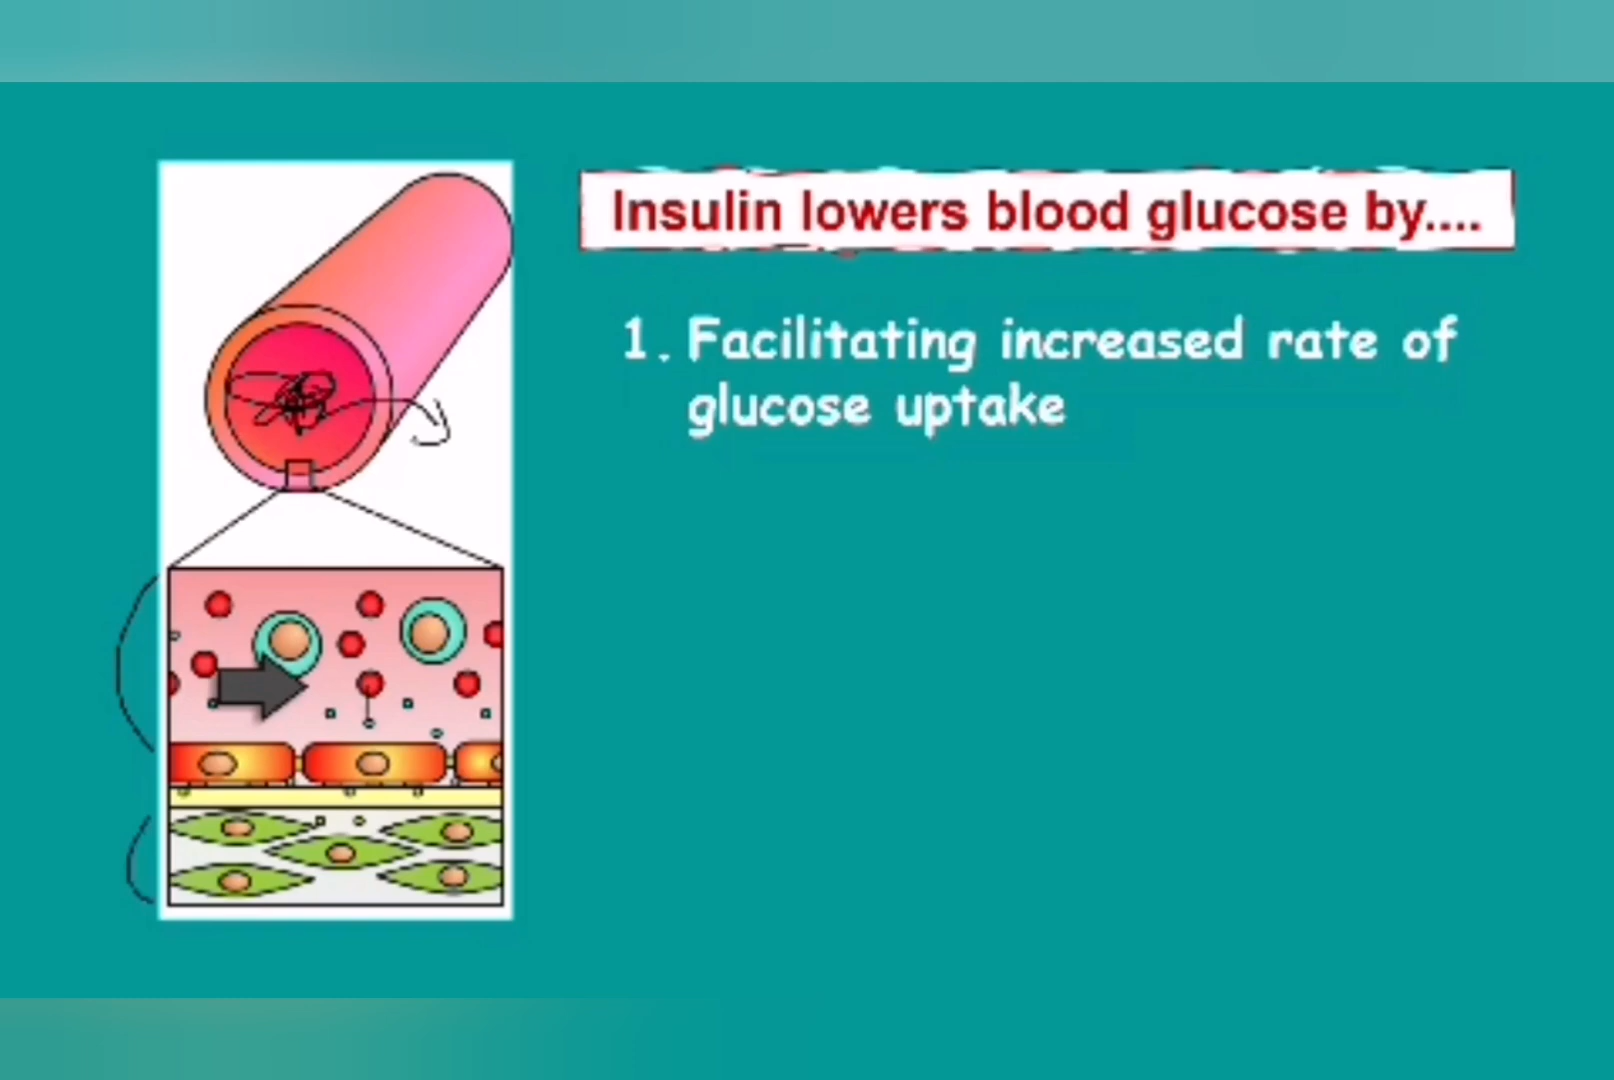 Insulin lowers blood glucose by....
1. Facilitating increased rate of
glucose uptake